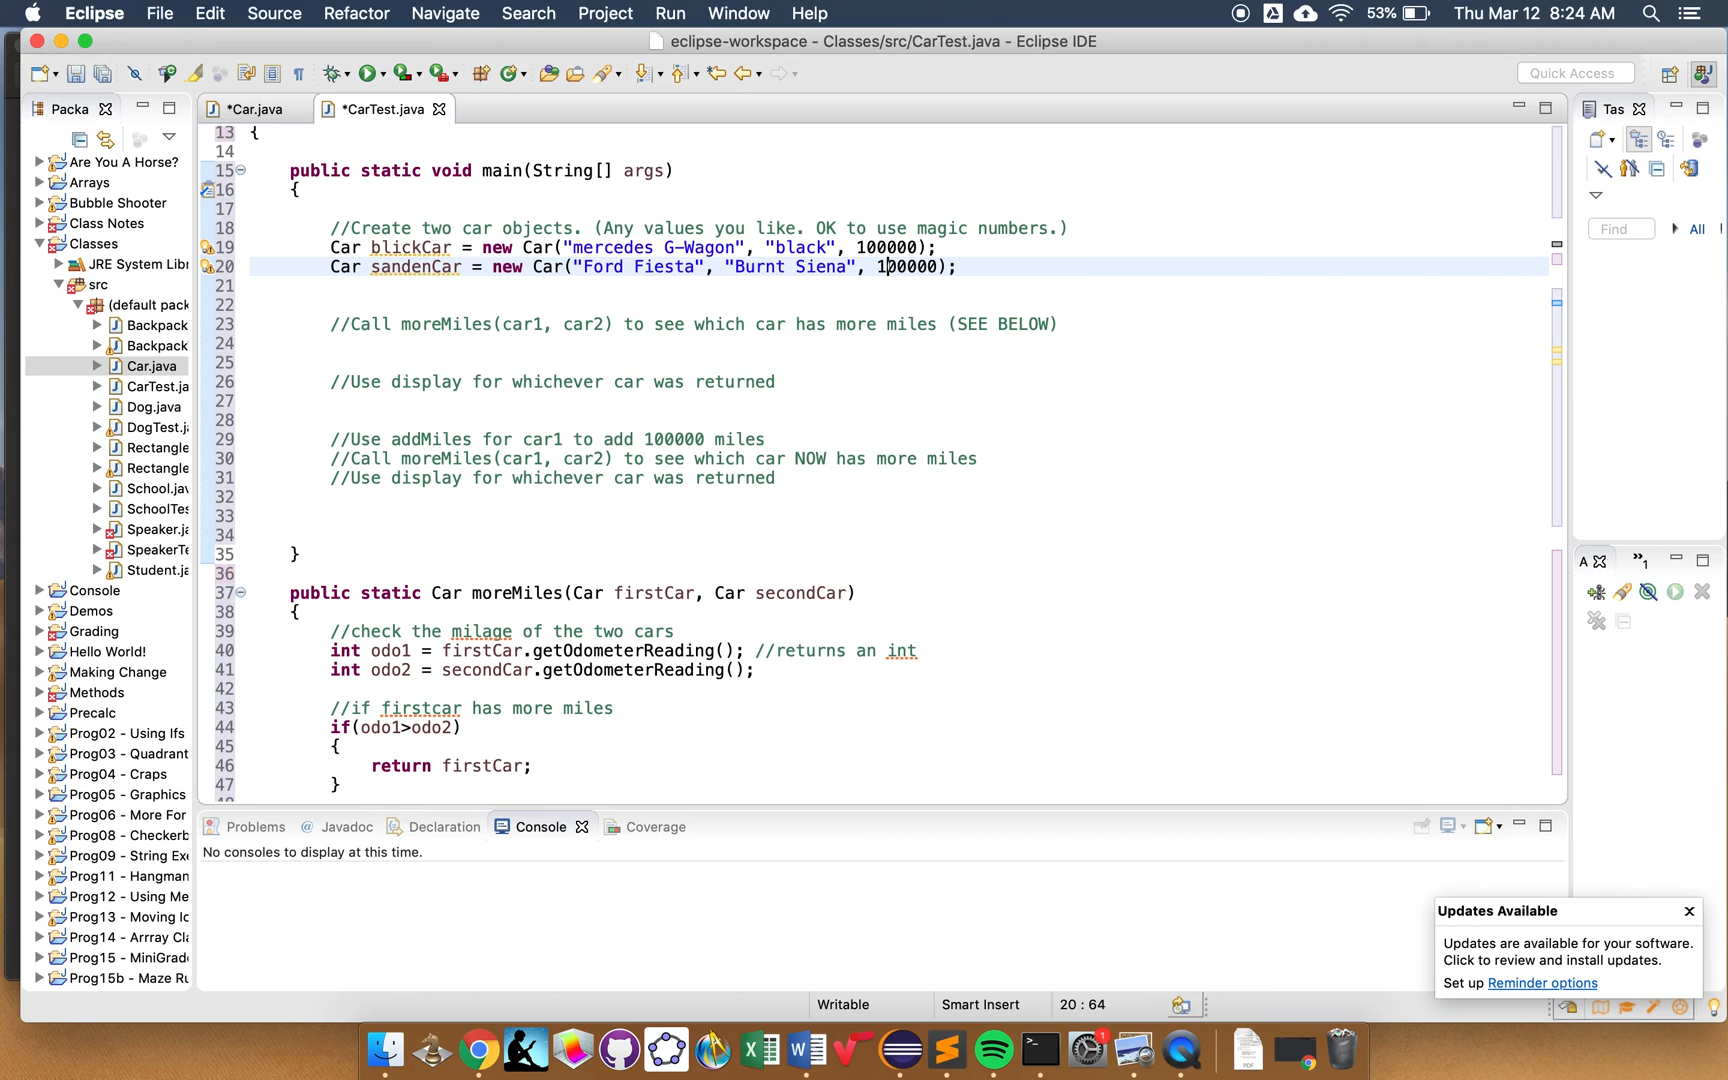 Eclipse File Edit Source Refactor Navigate Search Project Run Window Help 53% Thu Mar 12 8:24 AM
eclipse-workspace - Classes/src/CarTest.java - Eclipse IDE
Quick Access
Packa
*Car.java
*CarTest.java
Tas
Are You A Horse?
Arrays
Bubble Shooter
Class Notes
Classes
JRE System Libr
src
(default pack
Backpack
Backpack
Car.java
CarTest.ja
Dog.java
DogTest.j
Rectangle
Rectangle
School.jav
SchoolTes
Speaker.ja
SpeakerTe
Student.ja
Console
Demos
Grading
Hello World!
Making Change
Methods
Precalc
Prog02 - Using Ifs
Prog03 - Quadrant
Prog04 - Craps
Prog05 - Graphics
Prog06 - More For
Prog08 - Checkerb
Prog09 - String Exe
Prog11 - Hangman
Prog12 - Using Me
Prog13 - Moving Ic
Prog14 - Arrray Cla
Prog15 - MiniGrade
Prog15b - Maze Ru
13 {
14
15 public static void main(String[] args)
16 {
17
18 //Create two car objects. (Any values you like. OK to use magic numbers.)
19 Car blickCar = new Car("mercedes G-Wagon", "black", 100000);
20 Car sandenCar = new Car("Ford Fiesta", "Burnt Siena", 100000);
21
22
23 //Call moreMiles(car1, car2) to see which car has more miles (SEE BELOW)
24
25
26 //Use display for whichever car was returned
27
28
29 //Use addMiles for car1 to add 100000 miles
30 //Call moreMiles(car1, car2) to see which car NOW has more miles
31 //Use display for whichever car was returned
32
33
34
35 }
36
37 public static Car moreMiles(Car firstCar, Car secondCar)
38 {
39 //check the milage of the two cars
40 int odo1 = firstCar.getOdometerReading(); //returns an int
41 int odo2 = secondCar.getOdometerReading();
42
43 //if firstcar has more miles
44 if(odo1>odo2)
45 {
46 return firstCar;
47 }
Find All
A
»1
Problems @ Javadoc Declaration Console Coverage
No consoles to display at this time.
Updates Available
Updates are available for your software.
Click to review and install updates.
Set up Reminder options
Writable Smart Insert 20 : 64